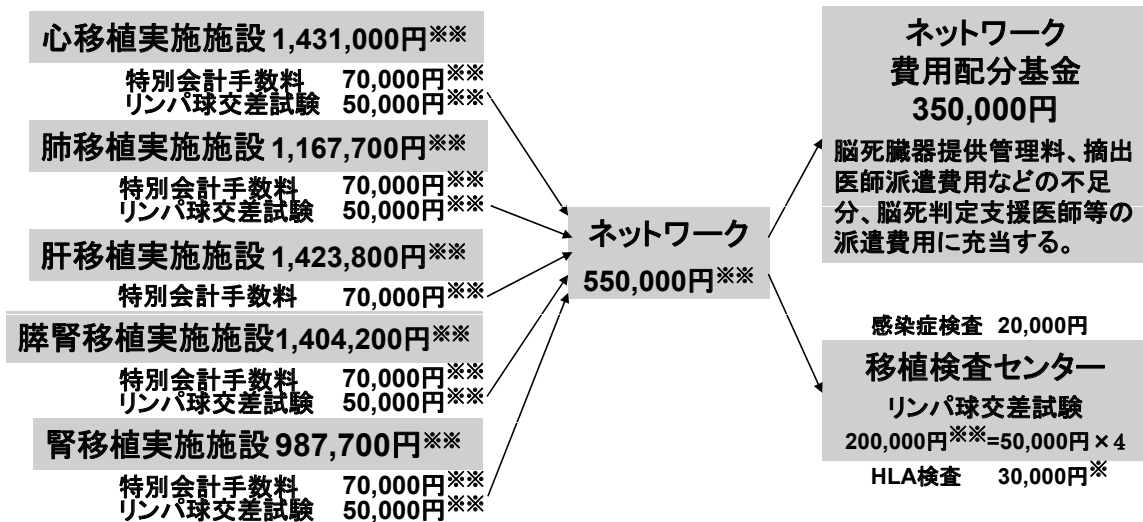 心移植実施施設 1,431,000円※※
特別会計手数料 70,000円※※
リンパ球交差試験 50,000円※※
肺移植実施施設 1,167,700円※※
特別会計手数料 70,000円※※
リンパ球交差試験 50,000円※※
肝移植実施施設 1,423,800円※※
特別会計手数料 70,000円※※
膵腎移植実施施設1,404,200円※※
特別会計手数料 70,000円※※
リンパ球交差試験 50,000円※※
腎移植実施施設 987,700円※※
特別会計手数料 70,000円※※
リンパ球交差試験 50,000円※※
ネットワーク
550,000円※※
ネットワーク
費用配分基金
350,000円
脳死臓器提供管理料、摘出
医師派遣費用などの不足
分、脳死判定支援医師等の
派遣費用に充当する。
感染症検査 20,000円
移植検査センター
リンパ球交差試験
200,000円※※=50,000円×4
HLA検査 30,000円※